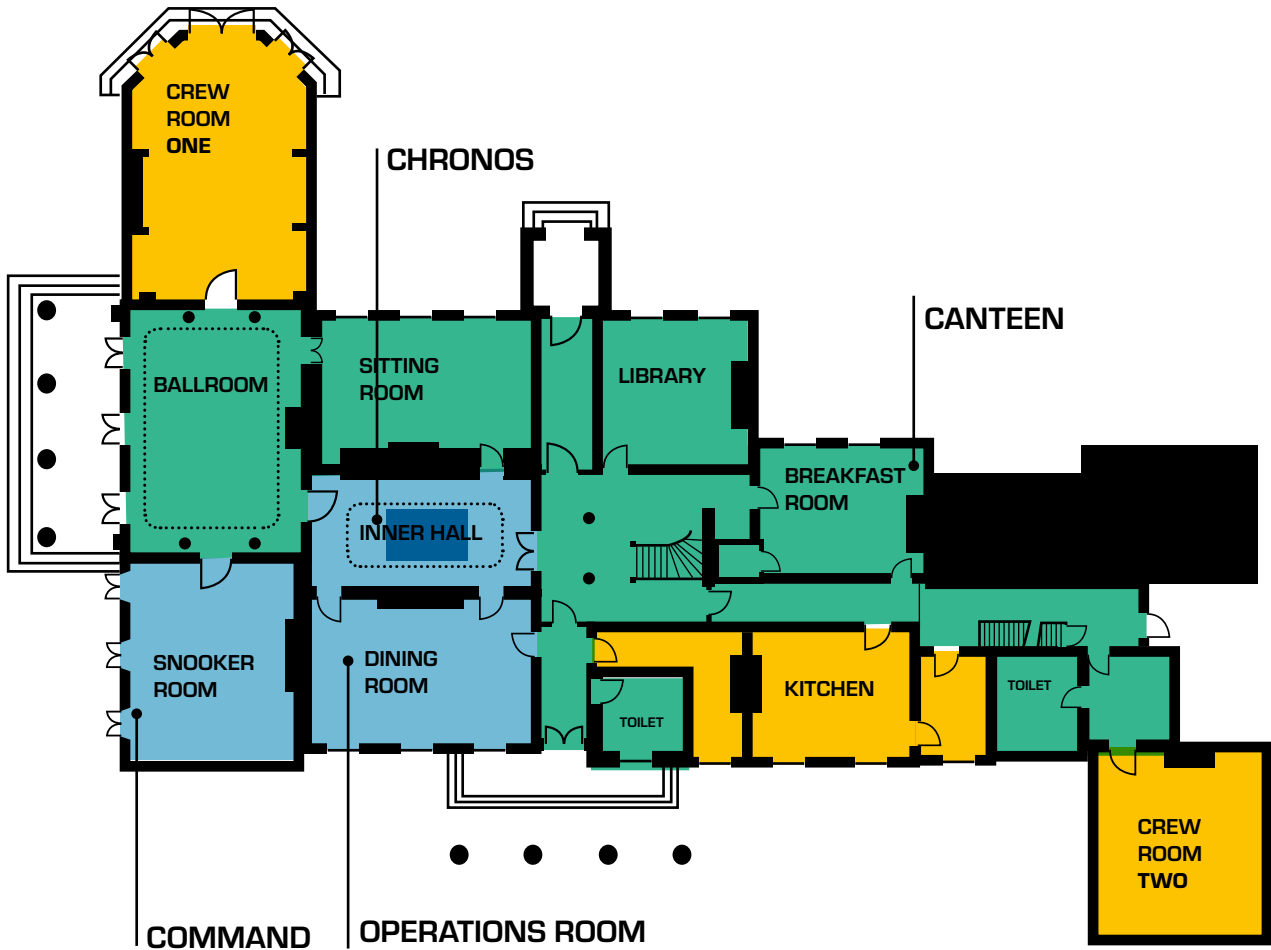 CREW
ROOM
ONE
CHRONOS
CANTEEN
BALLROOM
SITTING
ROOM
LIBRARY
BREAKFAST
ROOM
INNER HALL
SNOOKER
ROOM
DINING
ROOM
KITCHEN
TOILET
TOILET
CREW
ROOM
TWO
COMMAND
OPERATIONS ROOM